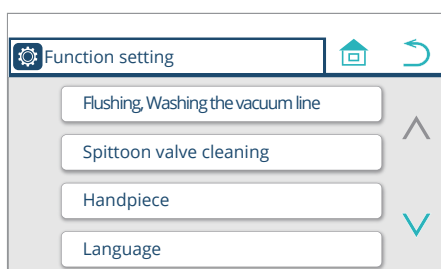 Function setting
Flushing, Washing the vacuum line
Spittoon valve cleaning
Handpiece
Language